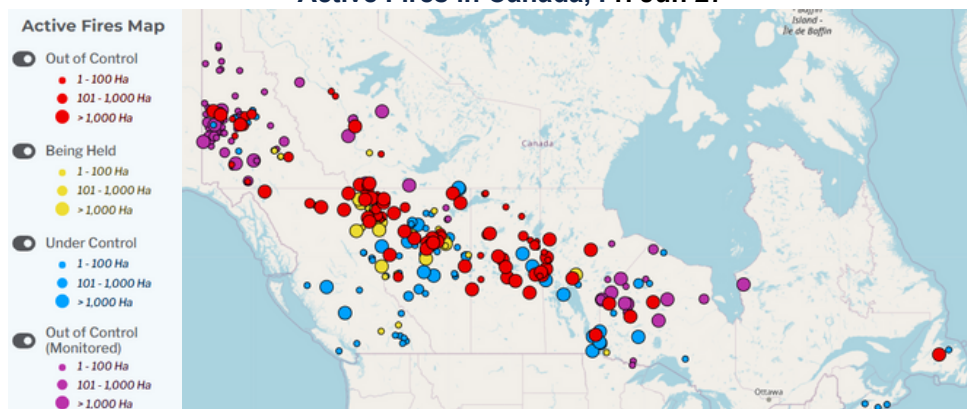 Active Fires Map
Out of Control
1 - 100 Ha
101 - 1,000 Ha
> 1,000 Ha
Being Held
1 - 100 Ha
101 - 1,000 Ha
> 1,000 Ha
Under Control
1 - 100 Ha
101 - 1,000 Ha
> 1,000 Ha
Out of Control
(Monitored)
1 - 100 Ha
101 - 1,000 Ha
> 1,000 Ha
Island -
Île de Baffin
Canada
Ottawa